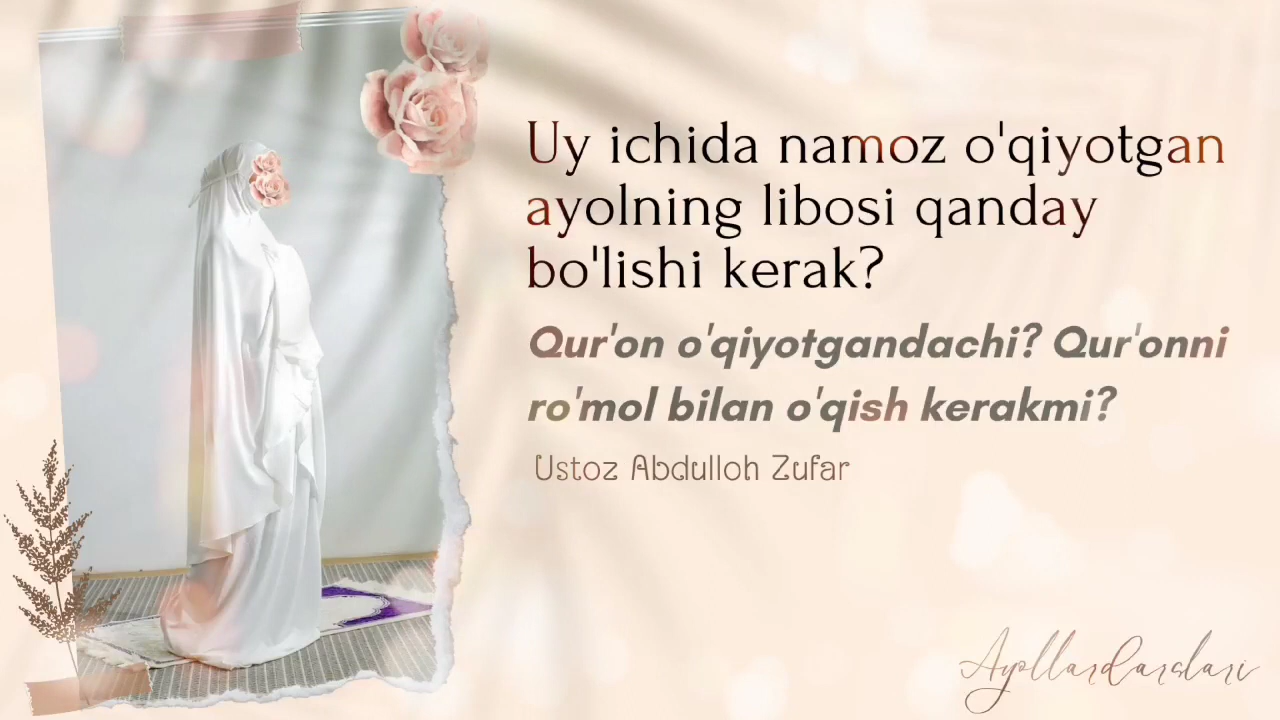 Uy ichida namoz o'qiyotgan
ayolning libosi qanday
bo'lishi kerak?
Qur'on o'qiyotgandachi? Qur'onni
ro'mol bilan o'qish kerakmi?
Ustoz Abdulloh Zufar
Ayollardarslari